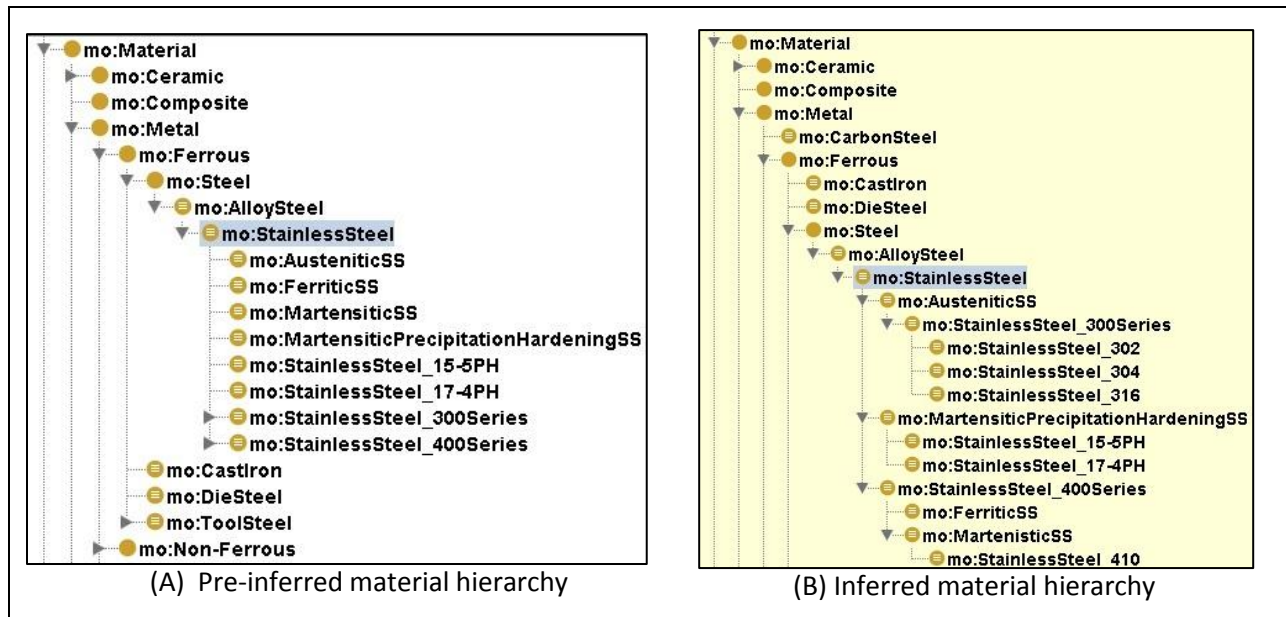 mo:Material
mo:Ceramic
mo:Composite
mo:Metal
mo:Ferrous
mo:Steel
mo:AlloySteel
mo:StainlessSteel
mo:AusteniticSS
mo:FerriticSS
mo:MartensiticSS
mo:MartensiticPrecipitationHardeningSS
mo:StainlessSteel_15-5PH
mo:StainlessSteel_17-4PH
mo:StainlessSteel_300Series
mo:StainlessSteel_400Series
mo:CastIron
mo:DieSteel
mo:ToolSteel
mo:Non-Ferrous
(A) Pre-inferred material hierarchy
mo:Material
mo:Ceramic
mo:Composite
mo:Metal
mo:CarbonSteel
mo:Ferrous
mo:CastIron
mo:DieSteel
mo:Steel
mo:AlloySteel
mo:StainlessSteel
mo:AusteniticSS
mo:StainlessSteel_300Series
mo:StainlessSteel_302
mo:StainlessSteel_304
mo:StainlessSteel_316
mo:MartensiticPrecipitationHardeningSS
mo:StainlessSteel_15-5PH
mo:StainlessSteel_17-4PH
mo:StainlessSteel_400Series
mo:FerriticSS
mo:MartenisticSS
mo:StainlessSteel_410
(B) Inferred material hierarchy